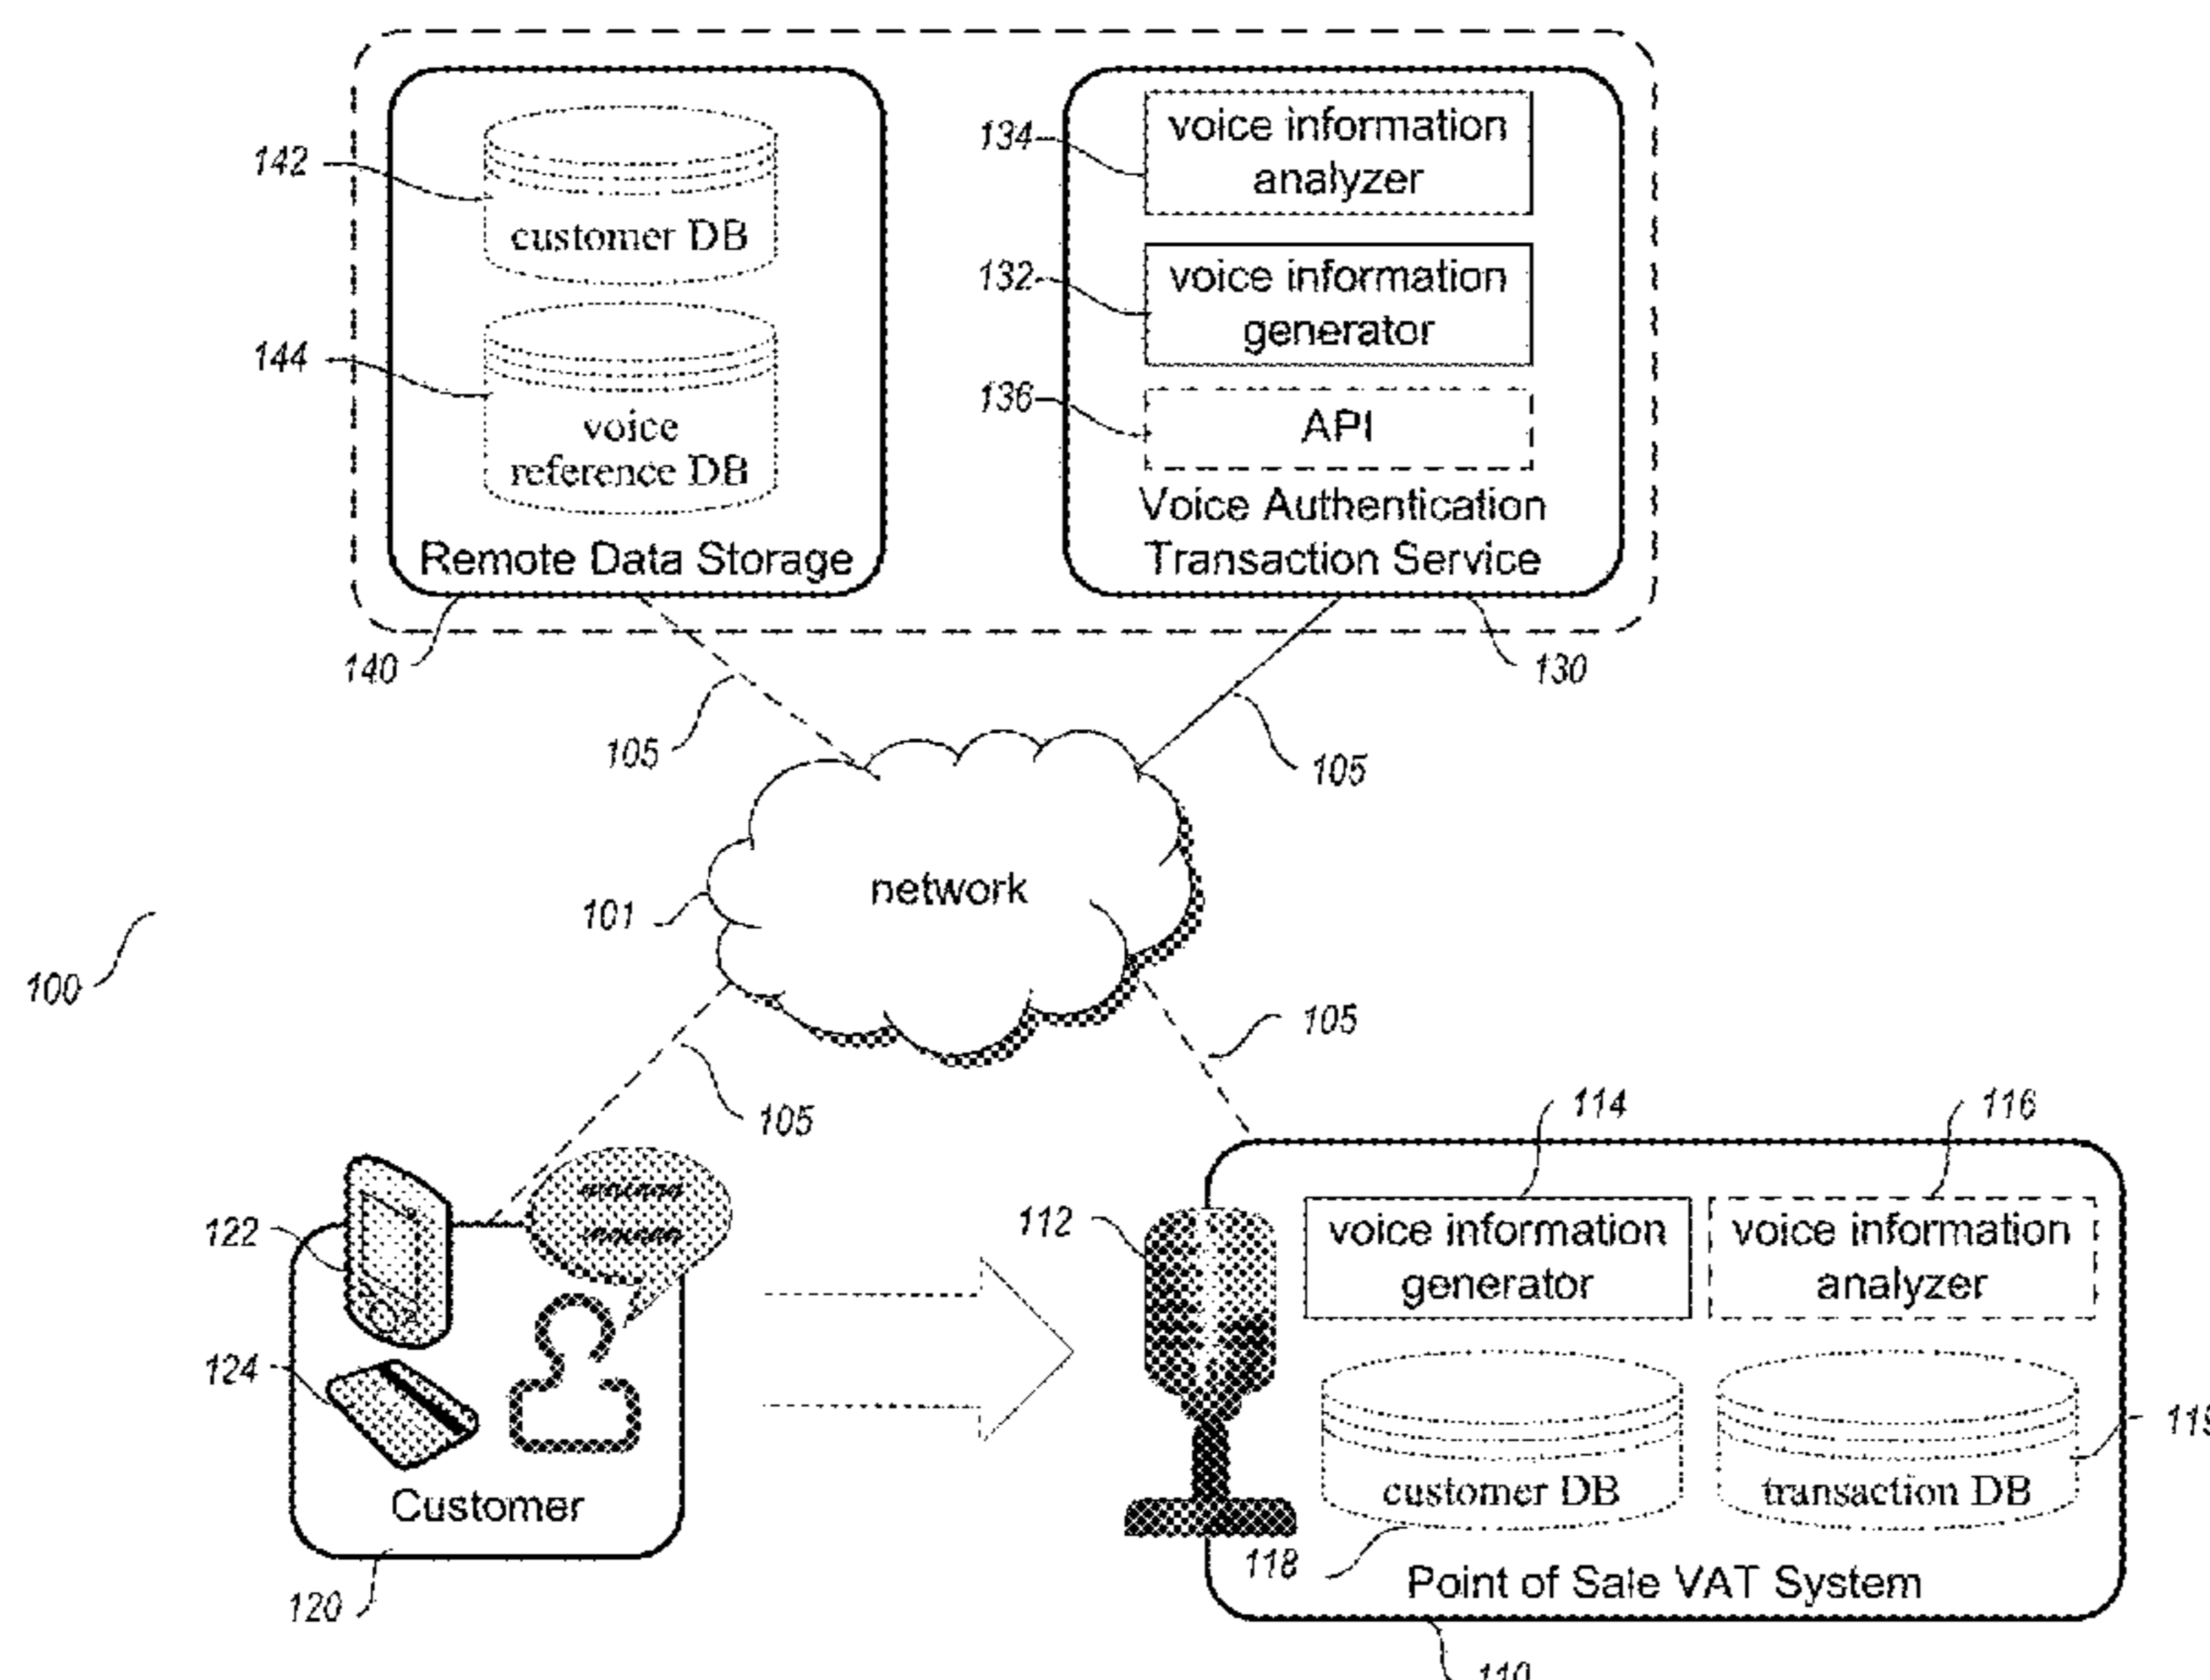 134
voice information
analyzer
142
customer DB
132
voice information
generator
144
voice
reference DB
136
API
Voice Authentication
Transaction Service
Remote Data Storage
140
130
105
105
network
101
100
105
105
114
116
122
112
voice information
generator
voice information
analyzer
124
customer DB
transaction DB
Customer
118
Point of Sale VAT System
120
110